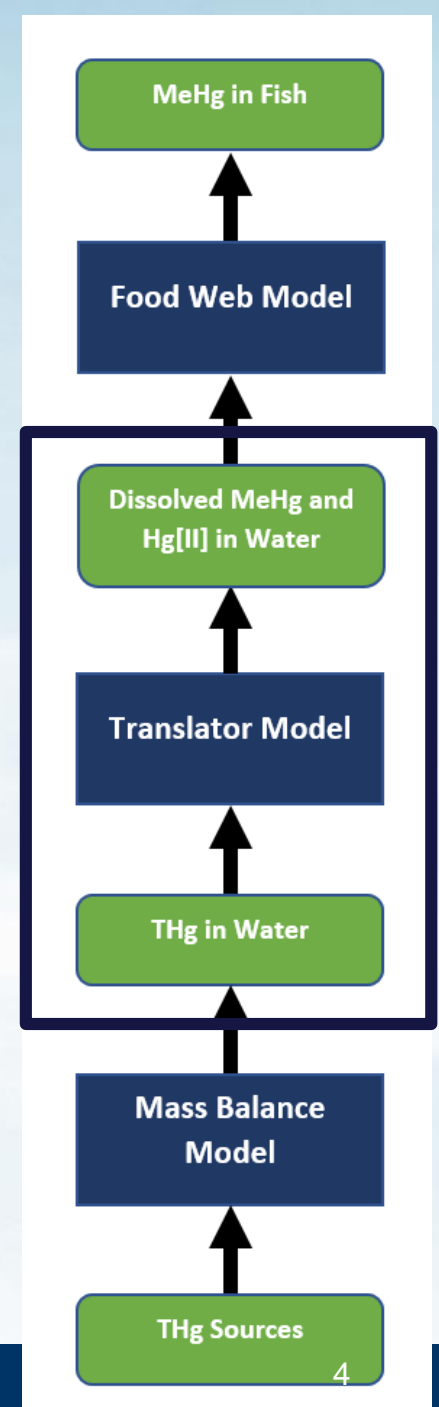 MeHg in Fish
Food Web Model
Dissolved MeHg and
Hg[II] in Water
Translator Model
THg in Water
Mass Balance
Model
THg Sources
4